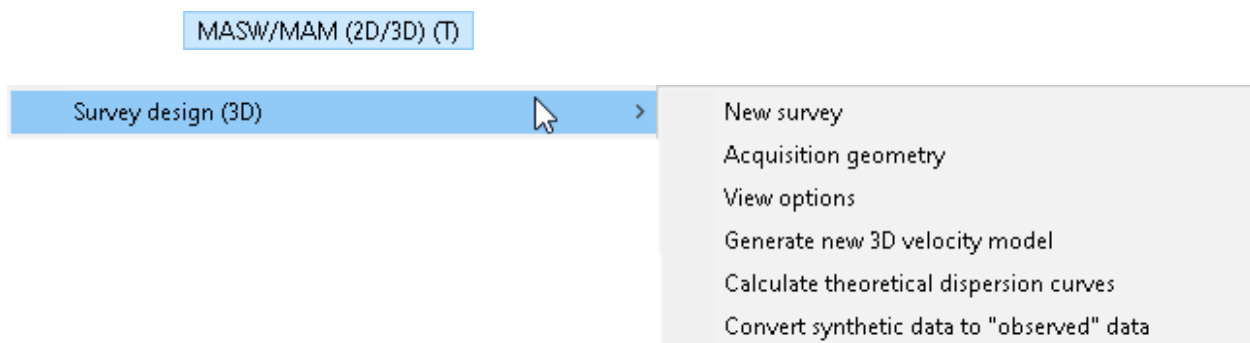 MASW/MAM (2D/3D) (T)
Survey design (3D) >
New survey
Acquisition geometry
View options
Generate new 3D velocity model
Calculate theoretical dispersion curves
Convert synthetic data to "observed" data